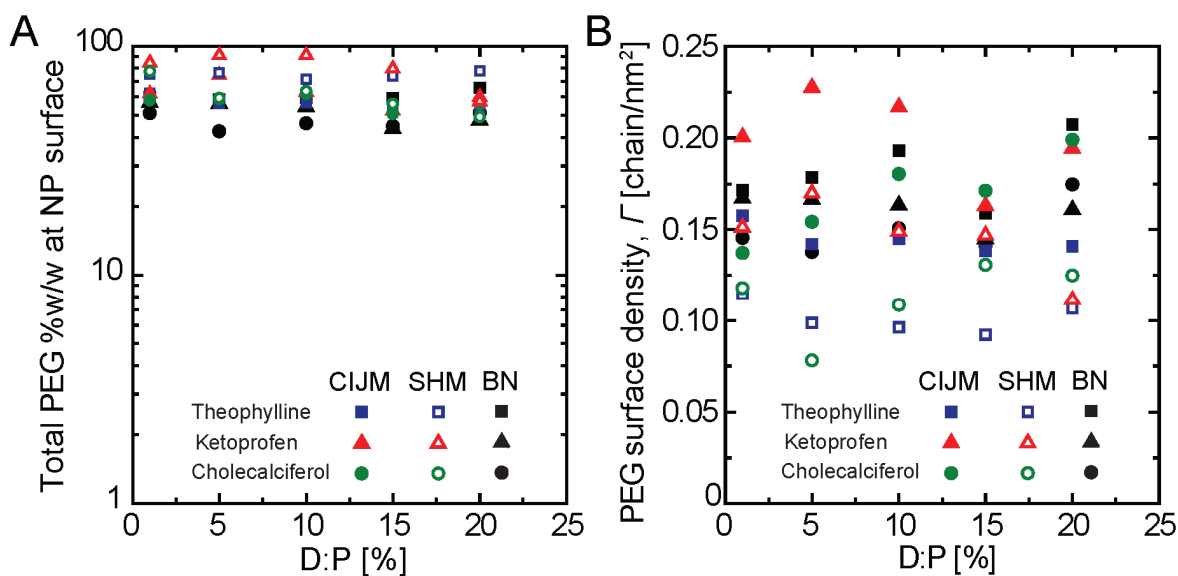 A
Total PEG %w/w at NP surface
100
10
1
CIJM SHM BN
Theophylline
Ketoprofen
Cholecalciferol
0 5 10 15 20 25
D:P [%]
B
PEG surface density, Γ [chain/nm²]
0.25
0.20
0.15
0.10
0.05
0
CIJM SHM BN
Theophylline
Ketoprofen
Cholecalciferol
0 5 10 15 20 25
D:P [%]